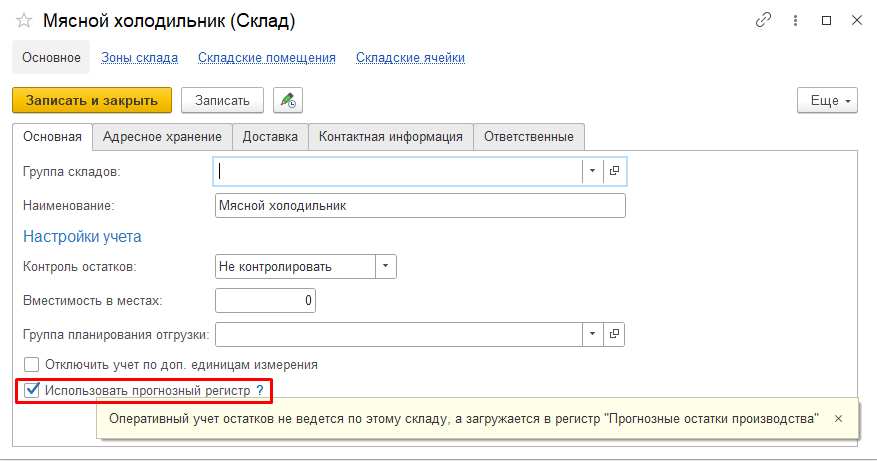 Мясной холодильник (Склад)
Основное Зоны склада Складские помещения Складские ячейки
Записать и закрыть Записать Еще
Основная Адресное хранение Доставка Контактная информация Ответственные
Группа складов:
Наименование: Мясной холодильник
Настройки учета
Контроль остатков: Не контролировать
Вместимость в местах: 0
Группа планирования отгрузки:
Отключить учет по доп. единицам измерения
Использовать прогнозный регистр ?
Оперативный учет остатков не ведется по этому складу, а загружается в регистр "Прогнозные остатки производства"